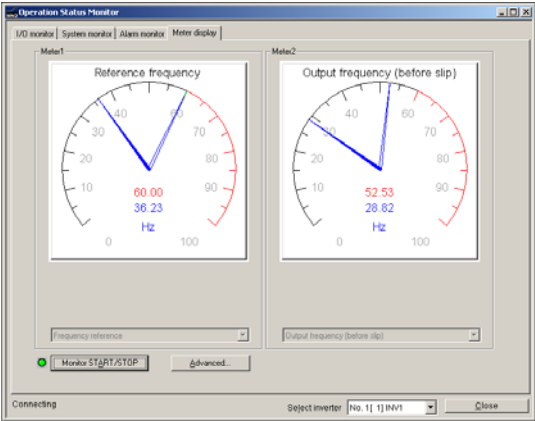 Operation Status Monitor
I/O monitor System monitor Alarm monitor Meter display
Meter1
Reference frequency
0 10 20 30 40 60 70 80 90 100
60.00
36.23
Hz
Frequency reference
Meter2
Output frequency (before slip)
0 10 20 30 40 60 70 80 90 100
52.53
28.82
Hz
Output frequency (before slip)
Monitor START/STOP Advanced...
Connecting
Select inverter No. 1[ 1] INV1 Close